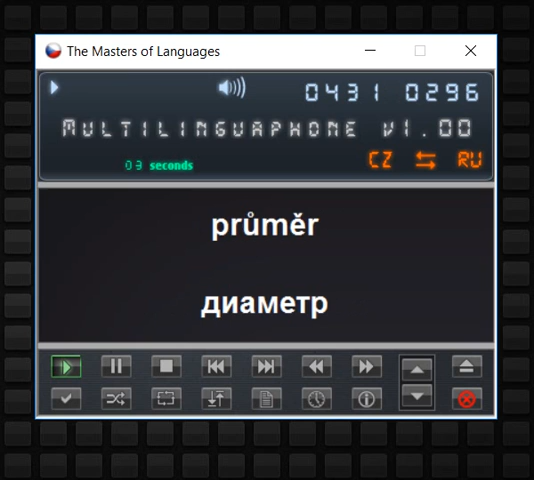 The Masters of Languages
0431 0296
MULTILINGUAPHONE v1.00
03 seconds
CZ RU
průměr
диаметр